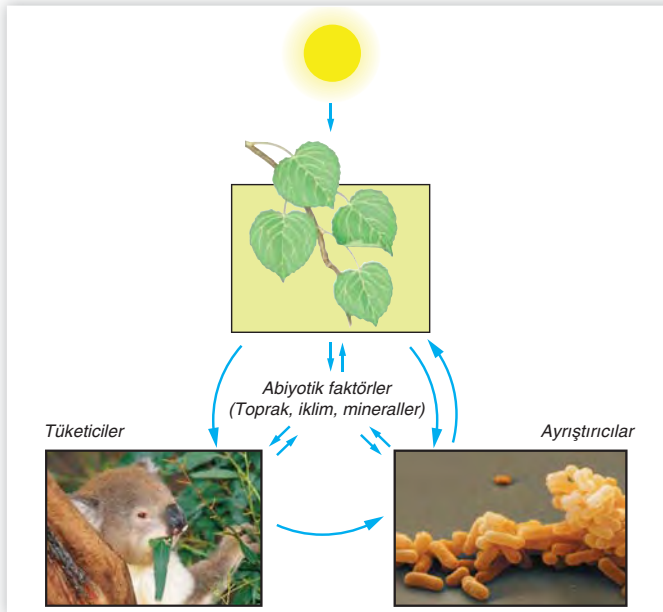 Abiyotik faktörler
(Toprak, iklim, mineraller)
Tüketiciler
Ayrıştırıcılar